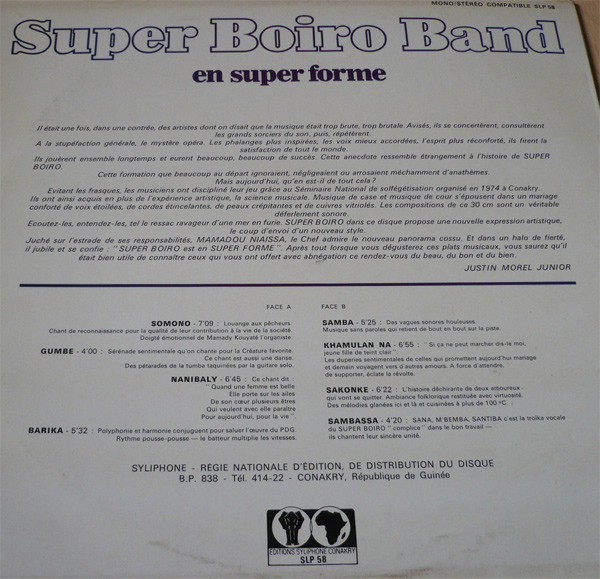 MONO/STÉRÉO COMPATIBLE SLP 58
Super Boiro Band
en super forme
Il était une fois, dans une contrée, des artistes dont on disait que la musique était trop brute, trop brutale. Avisés, ils se concertèrent, consultèrent
les grands sorciers du son, puis, répétèrent.
A la stupéfaction générale, le mystère opéra. Les phalanges plus inspirées, les voix mieux accordées, l'esprit plus réconforté, ils firent la
satisfaction de tout le monde.
Ils jouèrent ensemble longtemps et eurent beaucoup, beaucoup de succès. Cette anecdote ressemble étrangement à l'histoire de SUPER
BOIRO.
Cette formation que beaucoup au départ ignoraient, négligeaient ou arrosaient méchamment d'anathèmes.
Mais aujourd'hui, qu'en est-il de tout cela ?
Evitant les frasques, les musiciens ont discipliné leur jeu grâce au Séminaire National de solfégétisation organisé en 1974 à Conakry.
Ils ont ainsi acquis en plus de l'expérience artistique, la science musicale. Musique de case et musique de cour s'épousent dans un mariage
conforté de voix étoilées, de cordes étincelantes, de peaux crépitantes et de cuivres vitriolés. Les compositions de ce 30 cm sont un véritable
déferlement sonore.
Ecoutez-les, entendez-les, tel le ressac ravageur d'une mer en furie. SUPER BOIRO dans ce disque propose une nouvelle expression artistique,
le coup d'envoi d'un nouveau style.
Juché sur l'estrade de ses responsabilités, MAMADOU NIAISSA, le Chef admire le nouveau panorama cossu. Et dans un halo de fierté,
il jubile et se confie : " SUPER BOIRO est en SUPER FORME ". Après tout lorsque vous dégusterez ces plats musicaux, vous saurez qu'il
était bien utile de connaître ceux qui vous ont offert avec abnégation ce rendez-vous du beau, du bon et du bien.
JUSTIN MOREL JUNIOR
FACE A
SOMONO - 7'09 : Louange aux pêcheurs.
Chant de reconnaissance pour la qualité de leur contribution à la vie de la société.
Doigté émotionnel de Mamady Kouyaté l'organiste.
GUMBE - 4'00 : Sérénade sentimentale qu'on chante pour la Créature favorite.
Ce chant est aussi une danse.
Des pétarades de la tumba taquinées par la guitare solo.
NANIBALY - 6'45 : Ce chant dit :
" Quand une femme est belle
Elle porte sur les ailes
De son cœur plusieurs êtres
Qui veulent avec elle paraître
Pour aujourd'hui, pour la vie ".
BARIKA - 5'32 : Polyphonie et harmonie conjuguent pour saluer l'œuvre du PDG.
Rythme pousse-pousse — le batteur multiplie les vitesses.
FACE B
SAMBA - 5'25 : Des vagues sonores houleuses.
Musique sans paroles qui retient de bout en bout sur la piste.
KHAMULAN NA - 6'55 : " Si ça ne peut marcher dis-le moi,
jeune fille de teint clair "
Les duperies sentimentales de celles qui promettent aujourd'hui mariage
et demain voyagent vers d'autres amours. A force d'attendre,
de supporter, éclate la révolte.
SAKONKE - 6'22 : L'histoire déchirante de deux amoureux
qui vont se quitter. Ambiance folklorique restituée avec virtuosité.
Des mélodies glanées ici et là et cuisinées à plus de 100 °C. .
SAMBASSA - 4'20 : SANA, M'BEMBA, SANTIBA c'est la troïka vocale
du SUPER BOIRO " complice " dans le bon travail —
ils chantent leur sincère unité.
SYLIPHONE - RÉGIE NATIONALE D'ÉDITION, DE DISTRIBUTION DU DISQUE
B.P. 838 - Tél. 414-22 - CONAKRY, République de Guinée
EDITIONS SYLIPHONE CONAKRY
SLP 58